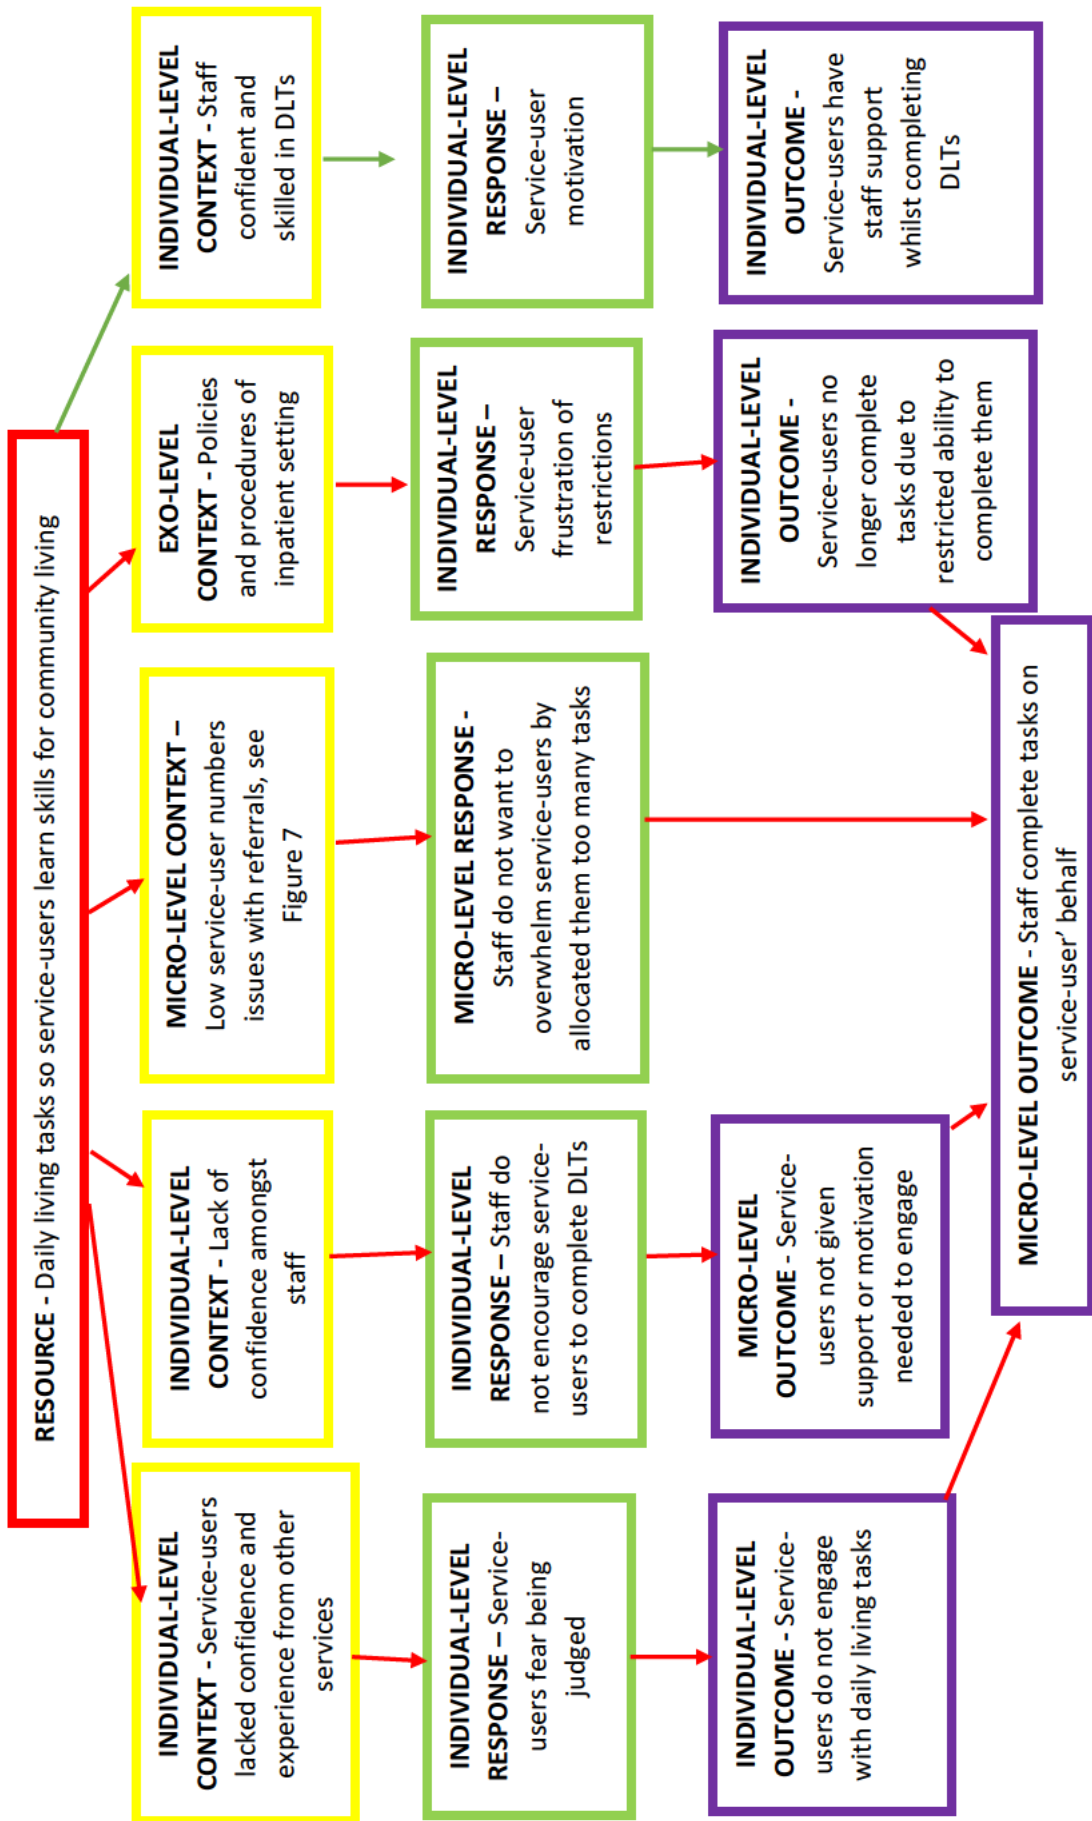 RESOURCE - Daily living tasks so service-users learn skills for community living
INDIVIDUAL-LEVEL
CONTEXT - Service-users
lacked confidence and
experience from other
services
INDIVIDUAL-LEVEL
CONTEXT - Lack of
confidence amongst
staff
MICRO-LEVEL CONTEXT –
Low service-user numbers
issues with referrals, see
Figure 7
EXO-LEVEL
CONTEXT - Policies
and procedures of
inpatient setting
INDIVIDUAL-LEVEL
CONTEXT - Staff
confident and
skilled in DLTs
INDIVIDUAL-LEVEL
RESPONSE – Service-
users fear being
judged
INDIVIDUAL-LEVEL
RESPONSE – Staff do
not encourage service-
users to complete DLTs
MICRO-LEVEL RESPONSE -
Staff do not want to
overwhelm service-users by
allocated them too many tasks
INDIVIDUAL-LEVEL
RESPONSE –
Service-user
frustration of
restrictions
INDIVIDUAL-LEVEL
RESPONSE –
Service-user
motivation
INDIVIDUAL-LEVEL
OUTCOME - Service-
users do not engage
with daily living tasks
MICRO-LEVEL
OUTCOME - Service-
users not given
support or motivation
needed to engage
INDIVIDUAL-LEVEL
OUTCOME -
Service-users no
longer complete
tasks due to
restricted ability to
complete them
INDIVIDUAL-LEVEL
OUTCOME -
Service-users have
staff support
whilst completing
DLTs
MICRO-LEVEL OUTCOME - Staff complete tasks on
service-user' behalf